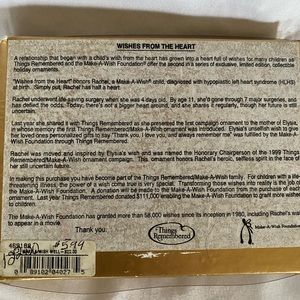 WISHES FROM THE HEART
A relationship that began with a child's wish from the heart has grown into a heart full of wishes for many children se
Things Remembered and the Make-A-Wish Foundation® offer the second in a series of exclusive, limited edition, collectible
holiday ornaments.
"Wishes from the Heart" honors Rachel, a Make-A-Wish® child, diagnosed with hypoplastic left heart syndrome (HLHS)
at birth. Simply put, Rachel has half a heart.
Rachel underwent life saving surgery when she was 4 days old. By age 11, she'd gone through 7 major surgeries, and
has defied the odds. Today, there is no scar and she shares it regularly, though her future is still
uncertain.
Last year she shared it with Things Remembered as she presented the first campaign ornament to the mother of Elyisa,
in whose memory the first Things Remembered/Make-A-Wish ornament was introduced. Elyisa's unselfish wish to g
her loved ones personalized gifts to say "Thank you, I love you, and always remember me" was fulfilled by the Make-A-
Wish Foundation through Things Remembered.
Rachel was moved and inspired by Elyisa's wish and was named the Honorary Chairperson of the 1999 Things
Remembered/Make-A-Wish ornament campaign. This ornament honors Rachel's heroic, selfless spirit in the face of
her still uncertain future.
In making this purchase you have become part of the Things Remembered/Make-A-Wish family. For children with a life
threatening illness, the power of a wish come true is very special. Transforming those wishes into reality is the job
Make-A-Wish Foundation. A donation will be made to the Make-A-Wish Foundation from the purchase of each
ornament. Last year Things Remembered donated $111,000 enabling the Foundation to grant more wishes
to children.
The Make-A-Wish Foundation has granted more than 58,000 wishes since its inception in 1980, including Rachel's wi
to appear in a movie.
Thank you.
Things
Remembered
MAKE-A-WISH FOUNDATION
$5.99
0 89102 04027